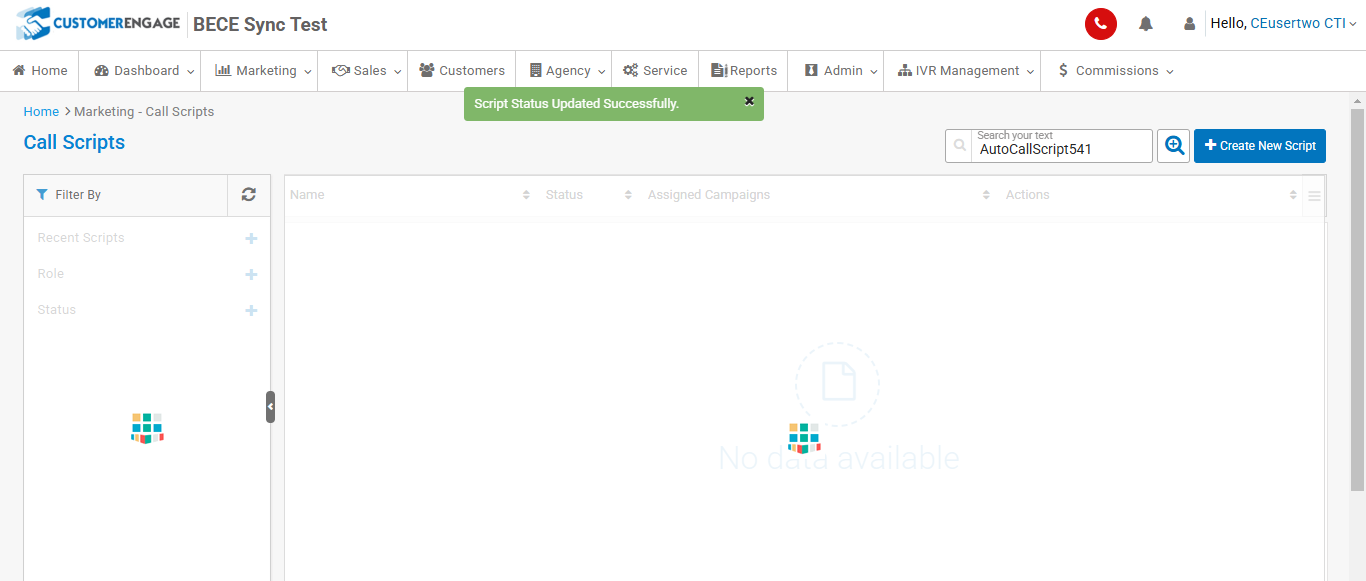 CUSTOMERENGAGE BECE Sync Test Hello, CEusertwo CTI
Home Dashboard Marketing Sales Customers Agency Service Reports Admin IVR Management $ Commissions
Script Status Updated Successfully. ×
Home > Marketing - Call Scripts
Call Scripts
Search your text
AutoCallScript541
+ Create New Script
Filter By
Name Status Assigned Campaigns Actions
Recent Scripts +
Role +
Status +
No data available